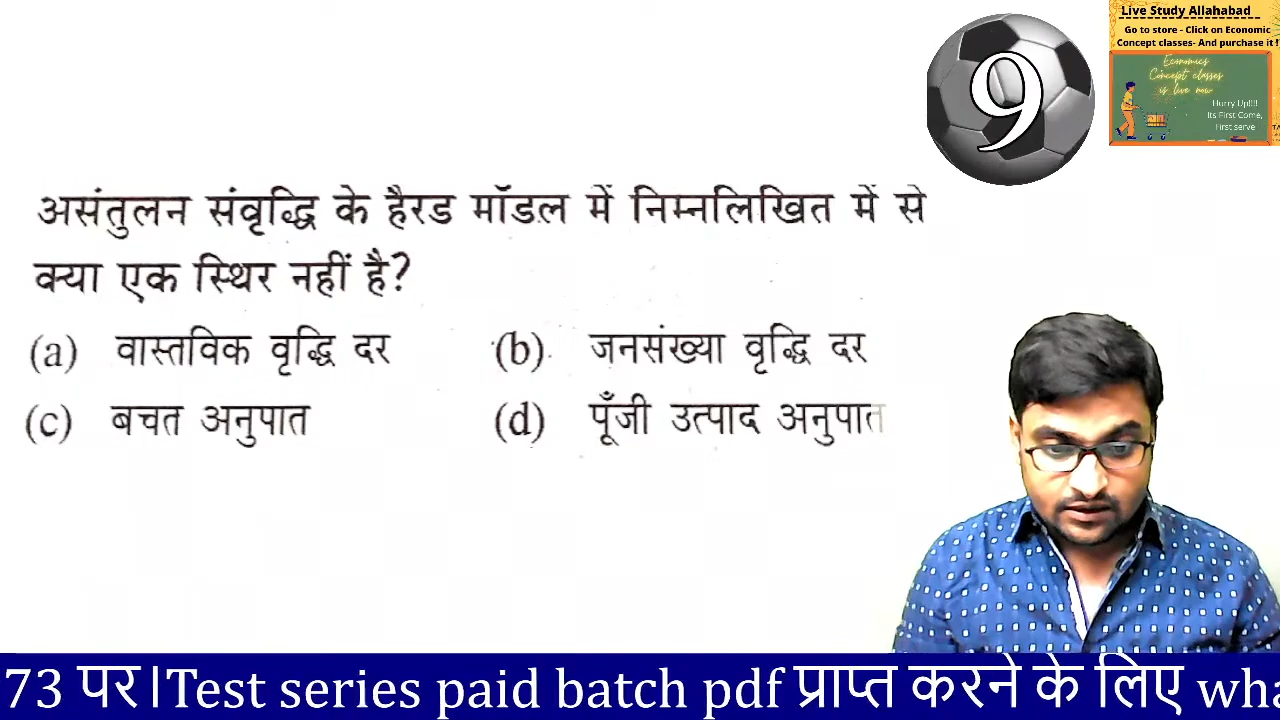 Live Study Allahabad
Go to store - Click on Economic
Concept classes- And purchase it !
Economics
Concept classes
is live now
Hurry Up!!!!
Its First Come,
First serve
9
असंतुलन संवृद्धि के हैरड मॉडल में निम्नलिखित में से
क्या एक स्थिर नहीं है?
(a) वास्तविक वृद्धि दर (b) जनसंख्या वृद्धि दर
(c) बचत अनुपात (d) पूँजी उत्पाद अनुपात
73 पर।Test series paid batch pdf प्राप्त करने के लिए wha